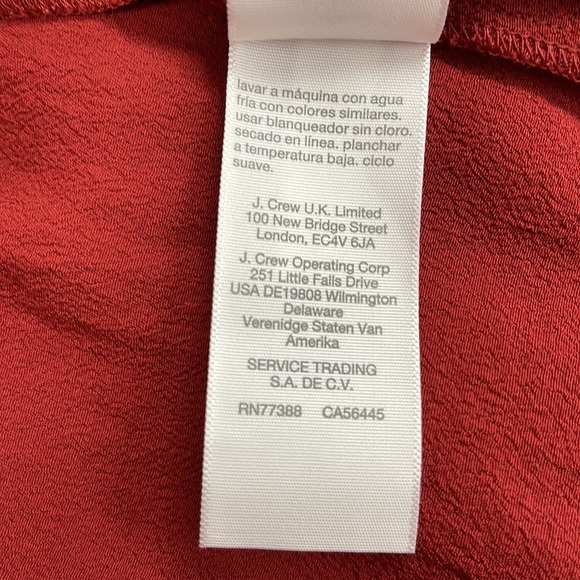 lavar a máquina con agua
fría con colores similares.
usar blanqueador sin cloro.
secado en línea. planchar
a temperatura baja. ciclo
suave.
J. Crew U.K. Limited
100 New Bridge Street
London, EC4V 6JA
J. Crew Operating Corp
251 Little Falls Drive
USA DE19808 Wilmington
Delaware
Verenidge Staten Van
Amerika
SERVICE TRADING
S.A. DE C.V.
RN77388 CA56445